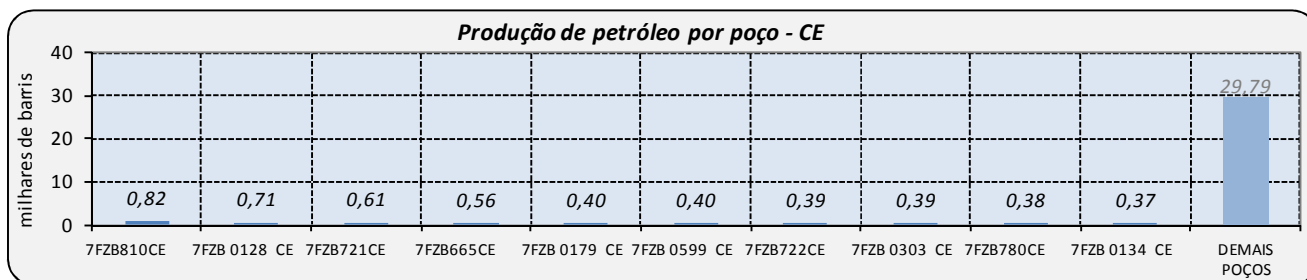 Produção de petróleo por poço - CE
milhares de barris
40
30
20
10
0
0,82
0,71
0,61
0,56
0,40
0,40
0,39
0,39
0,38
0,37
29,79
7FZB810CE
7FZB 0128 CE
7FZB721CE
7FZB665CE
7FZB 0179 CE
7FZB 0599 CE
7FZB722CE
7FZB 0303 CE
7FZB780CE
7FZB 0134 CE
DEMAIS
POÇOS